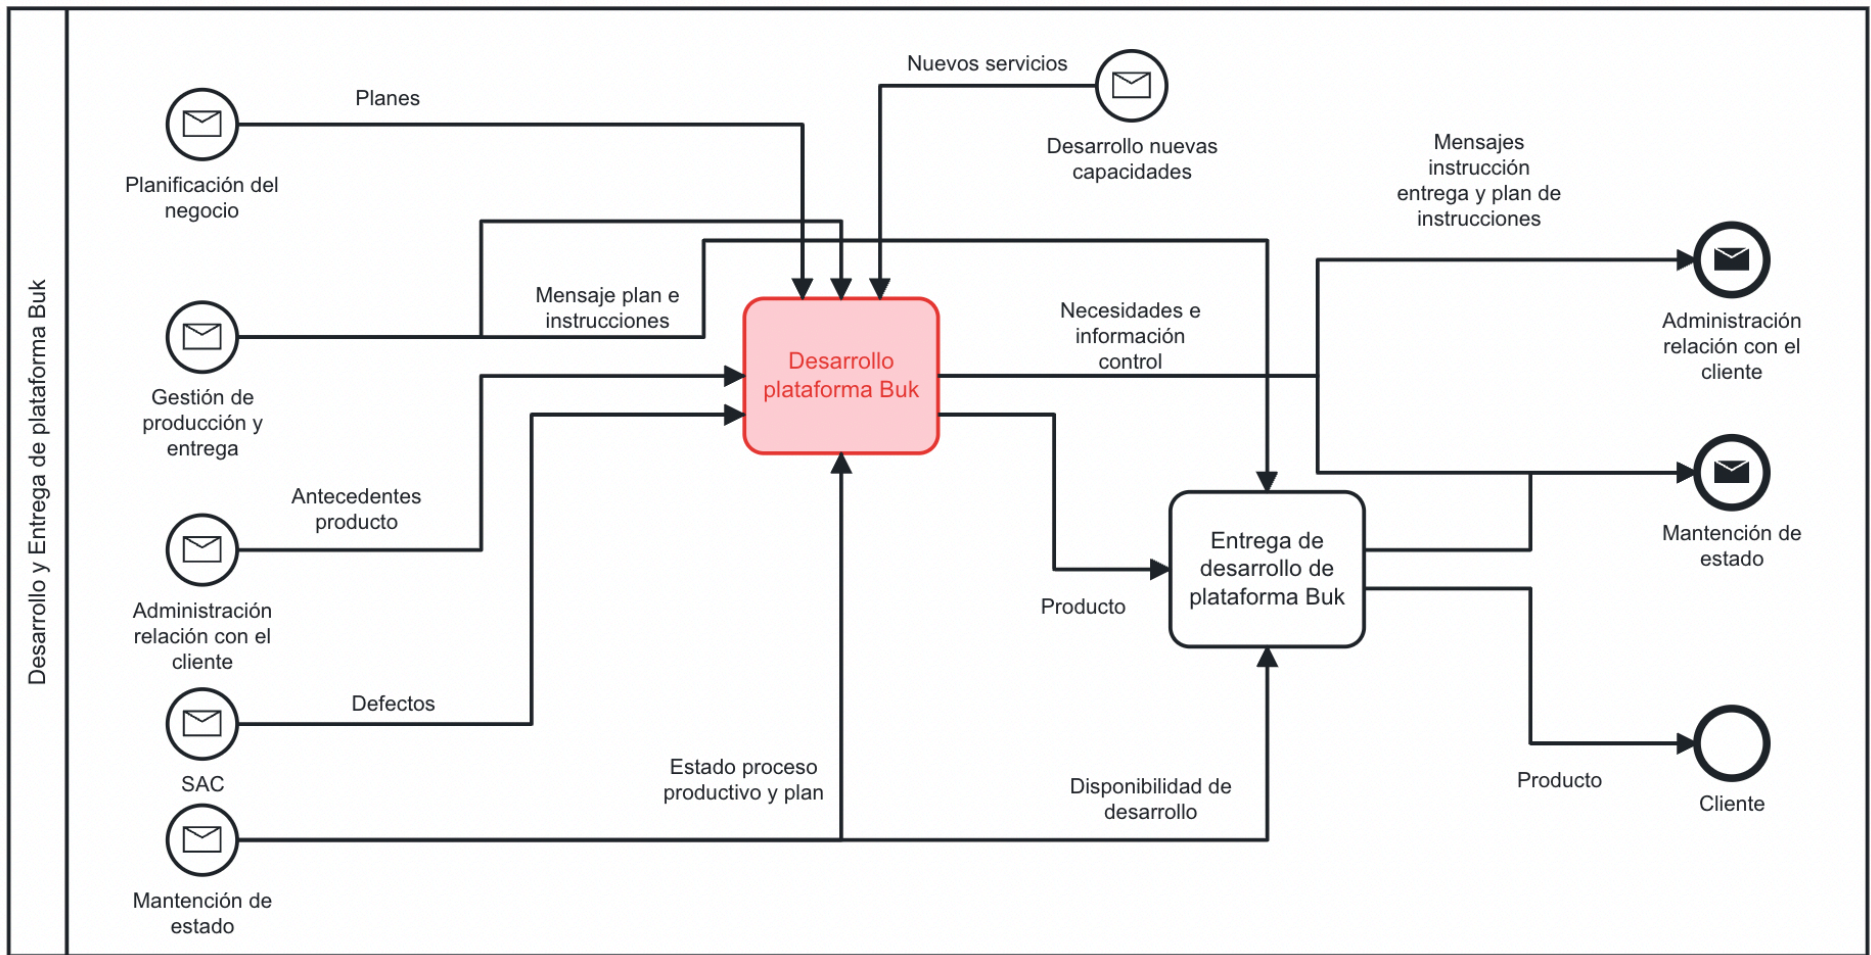 Desarrollo y Entrega de plataforma Buk
Planes
Planificación del
negocio
Nuevos servicios
Desarrollo nuevas
capacidades
Mensajes
instrucción
entrega y plan de
instrucciones
Mensaje plan e
instrucciones
Gestión de
producción y
entrega
Desarrollo
plataforma Buk
Necesidades e
información
control
Administración
relación con el
cliente
Antecedentes
producto
Administración
relación con el
cliente
Entrega de
desarrollo de
plataforma Buk
Mantención de
estado
Producto
Defectos
SAC
Estado proceso
productivo y plan
Disponibilidad de
desarrollo
Producto
Cliente
Mantención de
estado